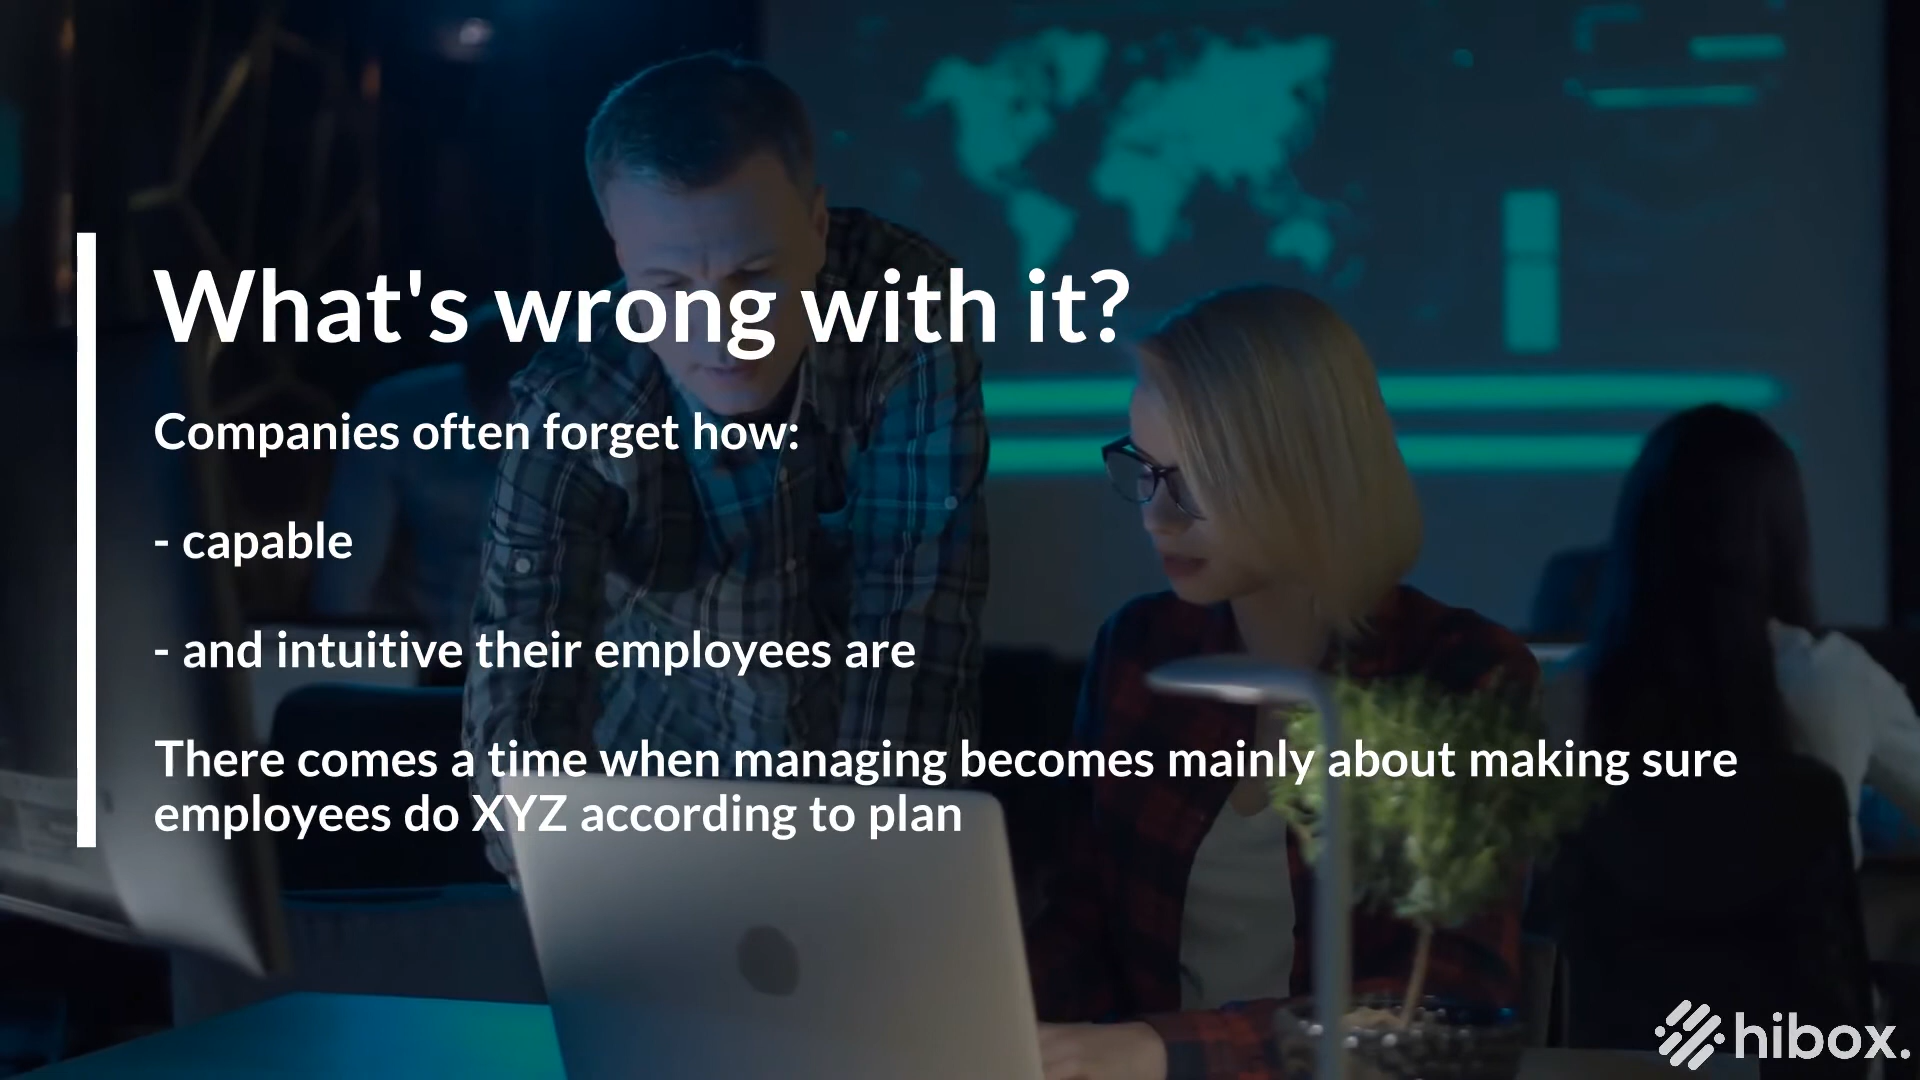 What's wrong with it?
Companies often forget how:
- capable
- and intuitive their employees are
There comes a time when managing becomes mainly about making sure
employees do XYZ according to plan
hibox.